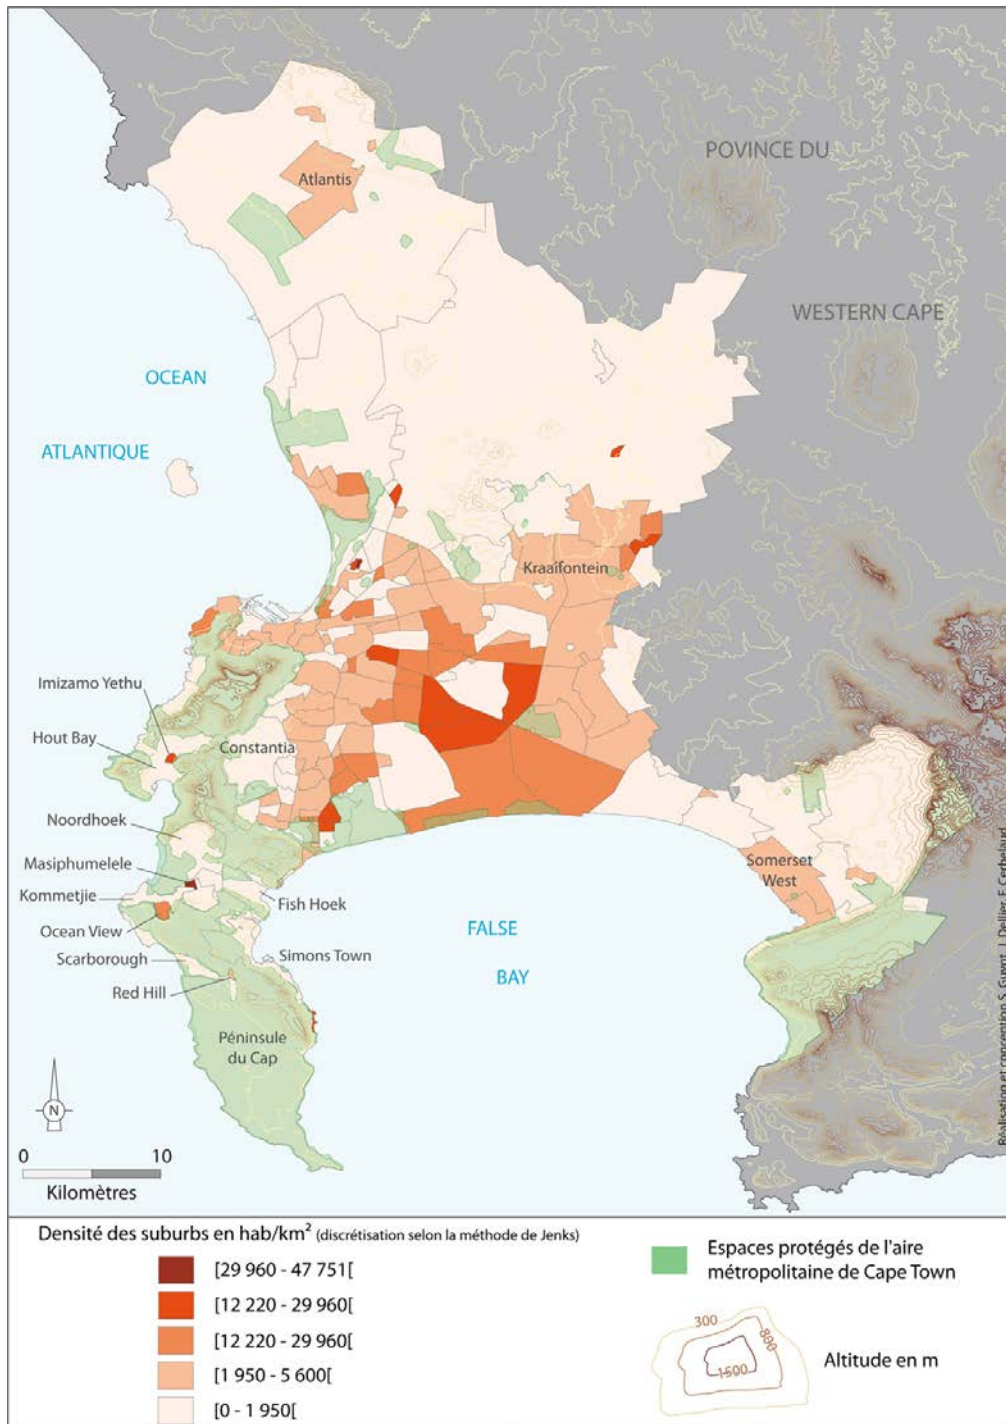 POVINCE DU
Atlantis
WESTERN CAPE
OCEAN
ATLANTIQUE
Kraaifontein
Imizamo Yethu
Hout Bay
Constantia
Noordhoek
Masiphumelele
Kommetjie
Ocean View
Fish Hoek
Scarborough
Simons Town
Red Hill
Somerset
West
FALSE
BAY
Péninsule
du Cap
N
0 10
Kilomètres
Réalisation et conception S. Guyot, J. Dellier, F. Cerbelaud
Densité des suburbs en hab/km² (discrétisation selon la méthode de Jenks)
[29 960 - 47 751[
[12 220 - 29 960[
[12 220 - 29 960[
[1 950 - 5 600[
[0 - 1 950[
Espaces protégés de l'aire
métropolitaine de Cape Town
300
800
1500
Altitude en m